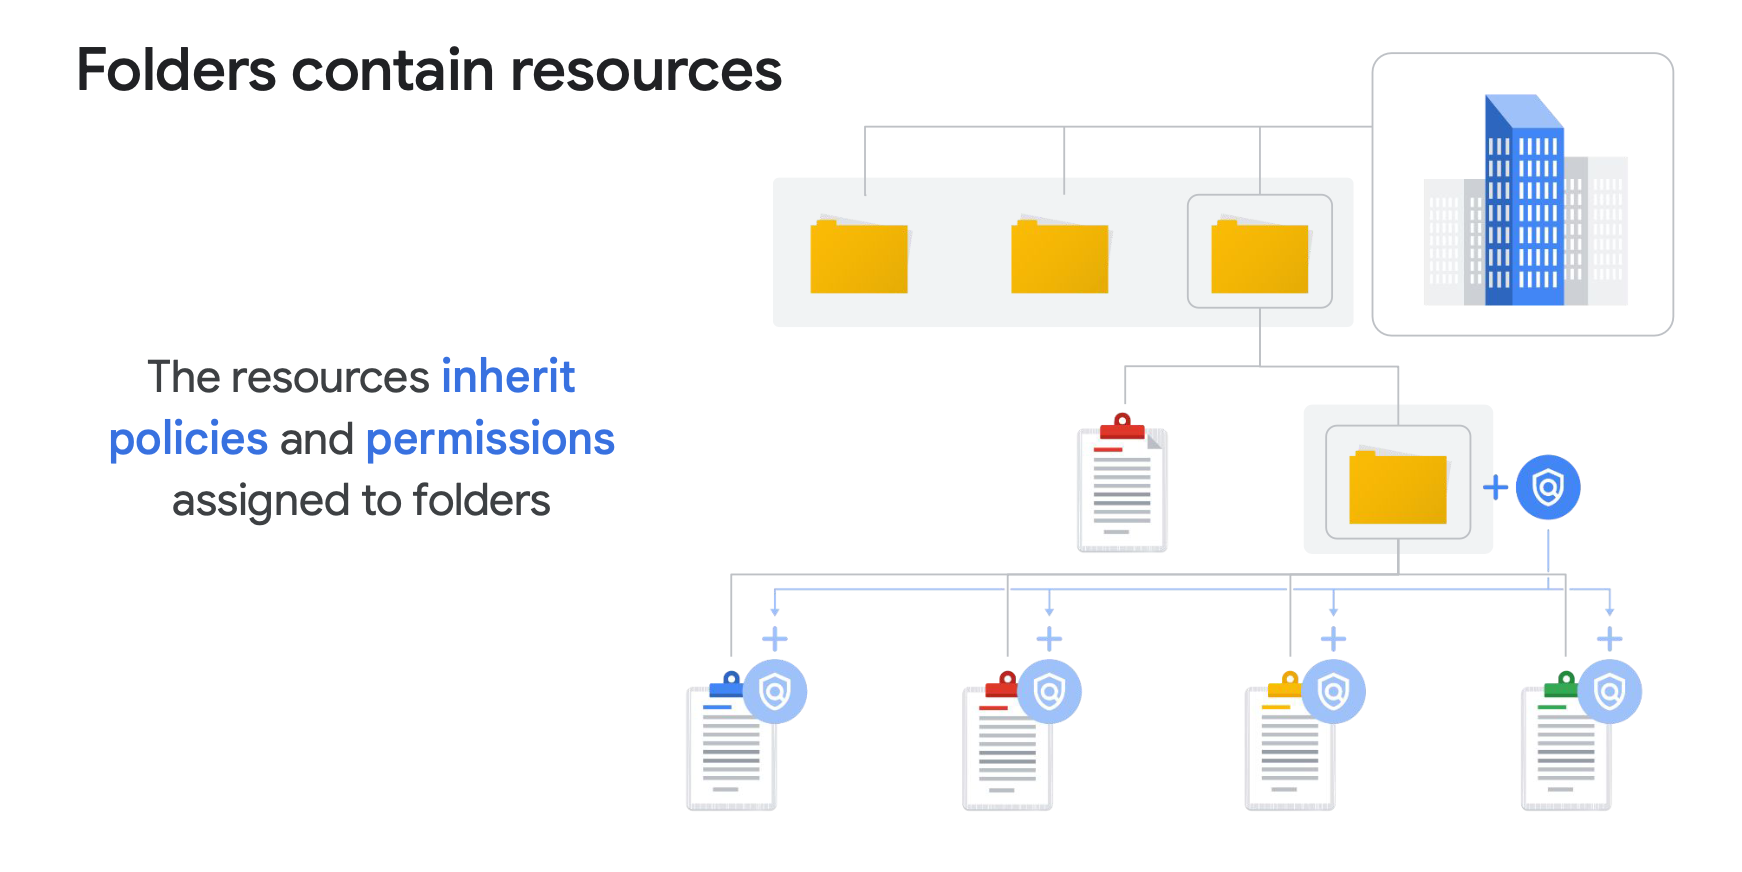 Folders contain resources
The resources inherit
policies and permissions
assigned to folders